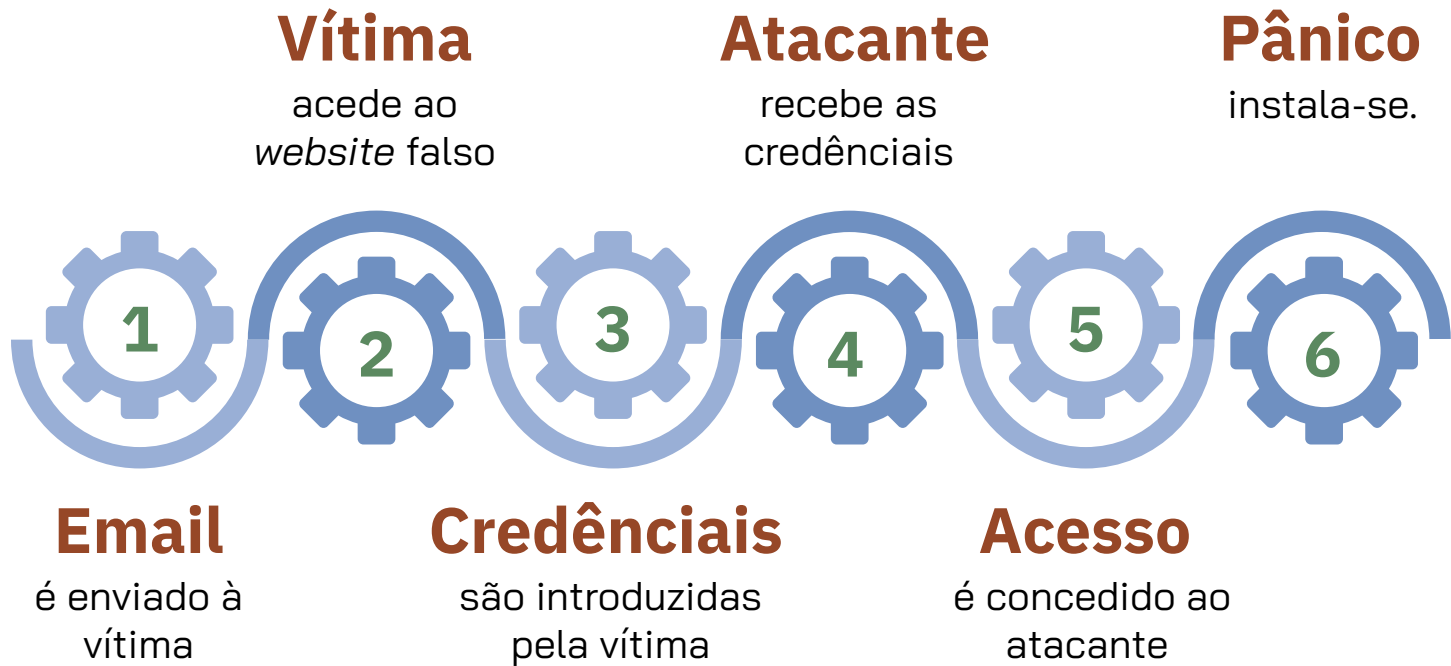 Vítima
acede ao
website falso
Atacante
recebe as
credênciais
Pânico
instala-se.
1
2
3
4
5
6
Email
é enviado à
vítima
Credênciais
são introduzidas
pela vítima
Acesso
é concedido ao
atacante